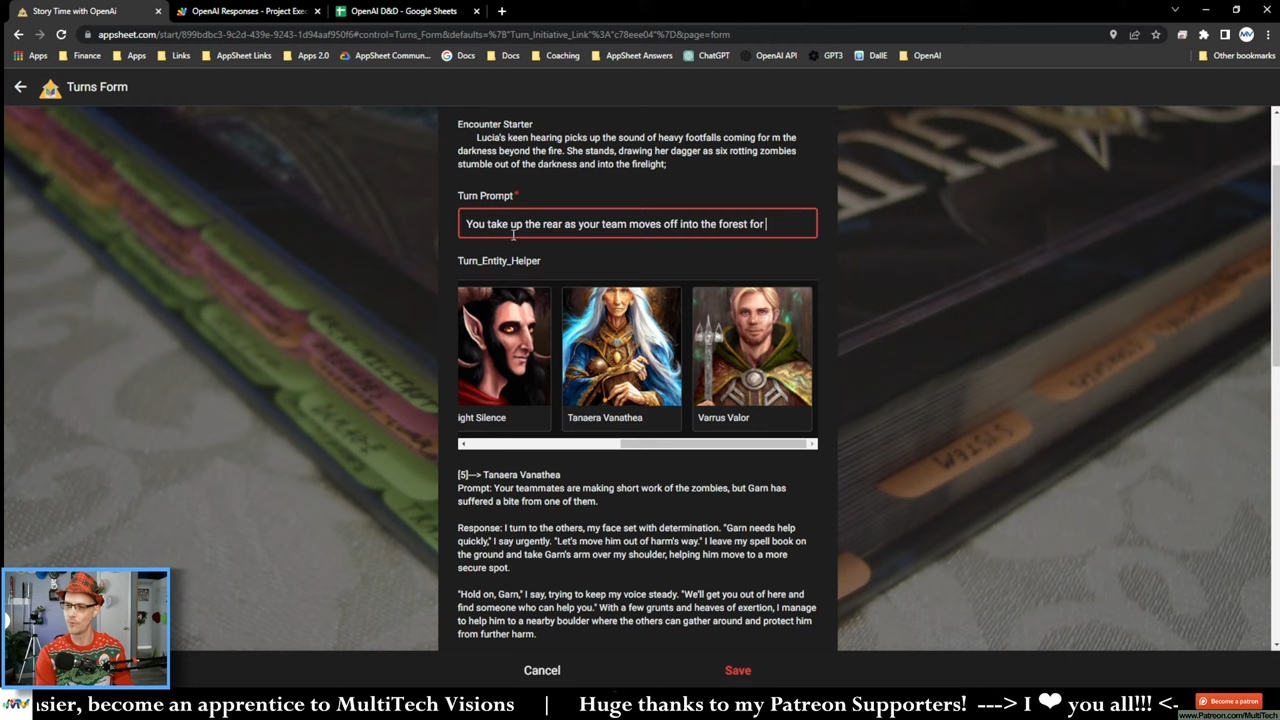 Story Time with OpenAi
OpenAI Responses - Project Exec
OpenAI D&D - Google Sheets
appsheet.com/start/899bdbc3-9c2d-439e-9243-1d94aaf950f6#control=Turns_Form&defaults=%7B"Turn_Initiative_Link"%3A"c78eee04"%7D&page=form
Apps
Finance
Apps
Links
AppSheet Links
Apps 2.0
AppSheet Commun...
Docs
Docs
Coaching
AppSheet Answers
ChatGPT
OpenAI API
GPT3
DallE
OpenAI
Other bookmarks
Turns Form
Encounter Starter
Lucia's keen hearing picks up the sound of heavy footfalls coming for m the
darkness beyond the fire. She stands, drawing her dagger as six rotting zombies
stumble out of the darkness and into the firelight;
Turn Prompt*
You take up the rear as your team moves off into the forest for
Turn_Entity_Helper
ight Silence
Tanaera Vanathea
Varrus Valor
[5]---> Tanaera Vanathea
Prompt: Your teammates are making short work of the zombies, but Garn has
suffered a bite from one of them.
Response: I turn to the others, my face set with determination. "Garn needs help
quickly," I say urgently. "Let's move him out of harm's way." I leave my spell book on
the ground and take Garn's arm over my shoulder, helping him move to a more
secure spot.
"Hold on, Garn," I say, trying to keep my voice steady. "We'll get you out of here and
find someone who can help you." With a few grunts and heaves of exertion, I manage
to help him to a nearby boulder where the others can gather around and protect him
from further harm.
Cancel
Save
asier, become an apprentice to MultiTech Visions | Huge thanks to my Patreon Supporters! ---> I ❤ you all!!! <-
Become a patron
www.Patreon.com/MultiTech